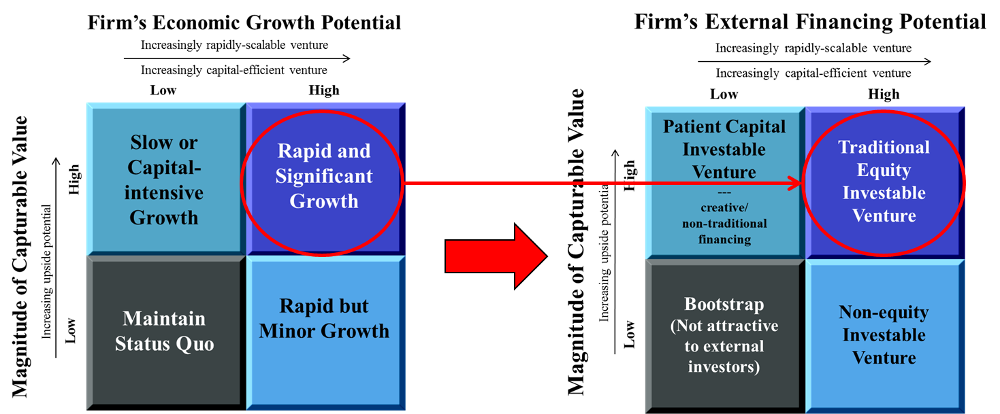 Firm's Economic Growth Potential
Increasingly rapidly-scalable venture
Increasingly capital-efficient venture
Low
High
Magnitude of Capturable Value
Increasing upside potential
High
Low
Slow or
Capital-
intensive
Growth
Rapid and
Significant
Growth
Maintain
Status Quo
Rapid but
Minor Growth
Firm's External Financing Potential
Increasingly rapidly-scalable venture
Increasingly capital-efficient venture
Low
High
Magnitude of Capturable Value
Increasing upside potential
High
Low
Patient Capital
Investable
Venture
---
creative/
non-traditional
financing
Traditional
Equity
Investable
Venture
Bootstrap
(Not attractive
to external
investors)
Non-equity
Investable
Venture